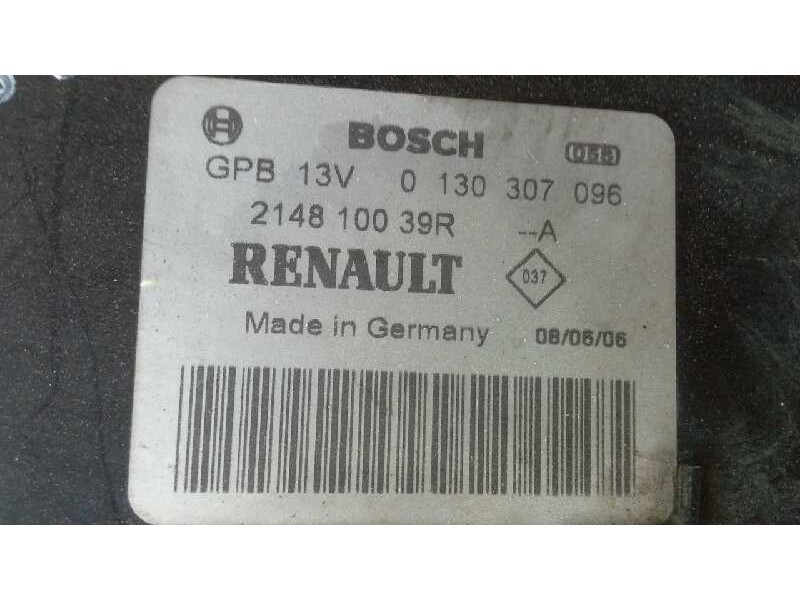 BOSCH
GPB 13V 0 130 307 096
2148 100 39R --A
RENAULT 037
Made in Germany 08/06/06